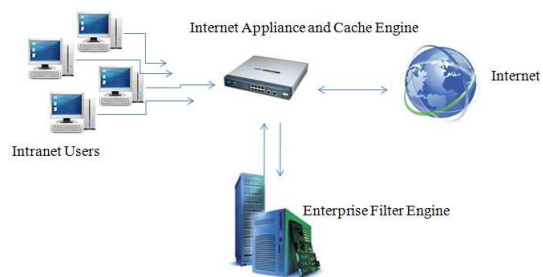 Internet Appliance and Cache Engine
Internet
Intranet Users
Enterprise Filter Engine